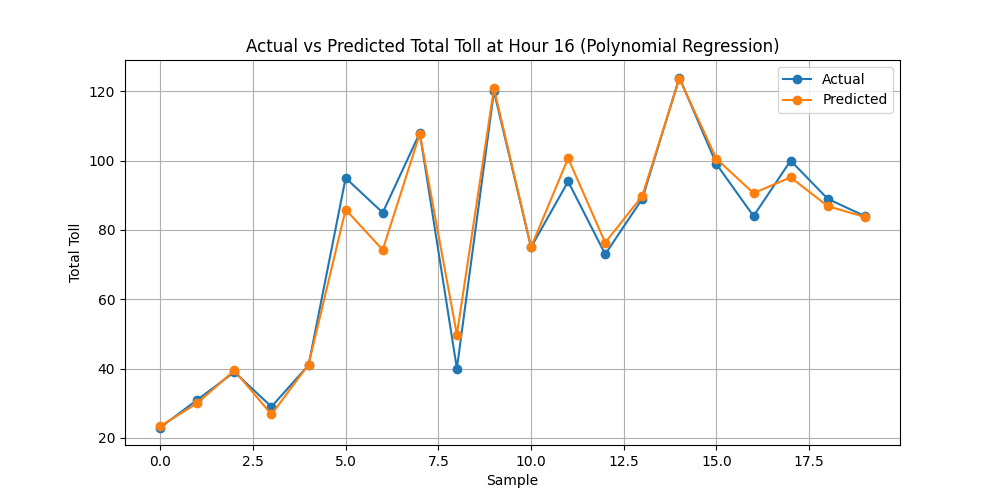 Actual vs Predicted Total Toll at Hour 16 (Polynomial Regression)
Actual
Predicted
Total Toll
120
100
80
60
40
20
0.0 2.5 5.0 7.5 10.0 12.5 15.0 17.5
Sample